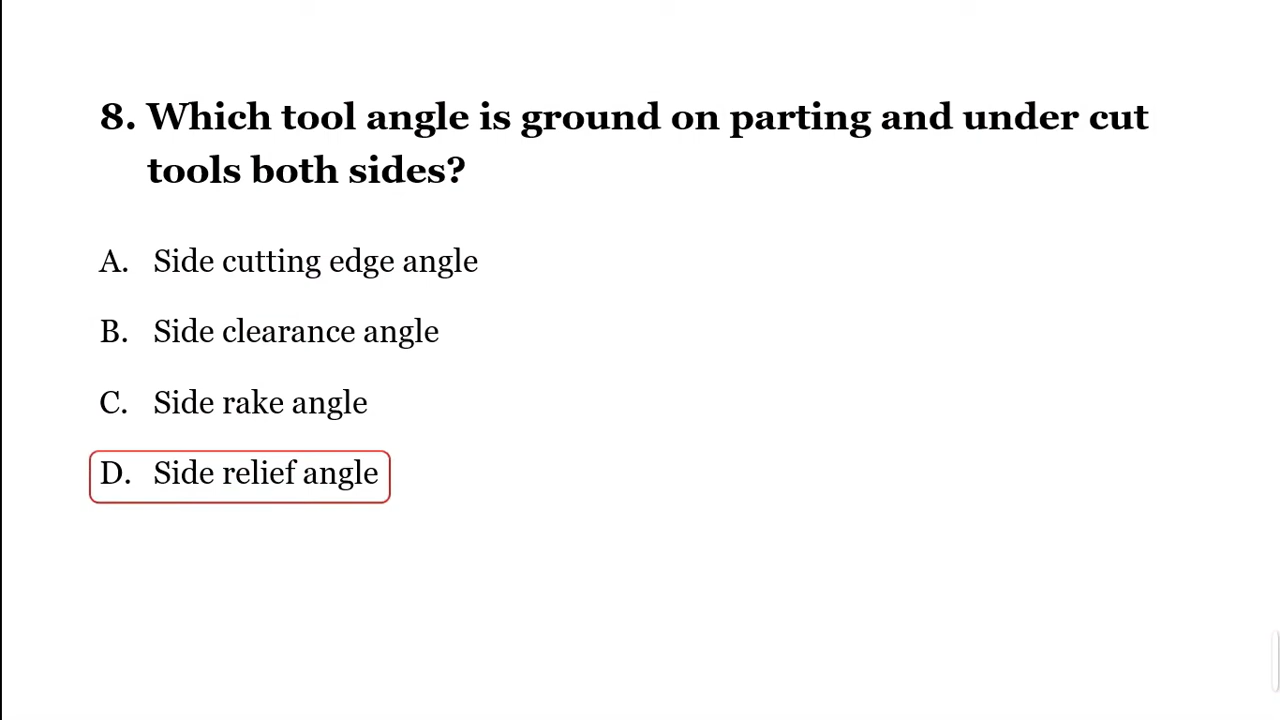 8. Which tool angle is ground on parting and under cut
tools both sides?
A. Side cutting edge angle
B. Side clearance angle
C. Side rake angle
D. Side relief angle